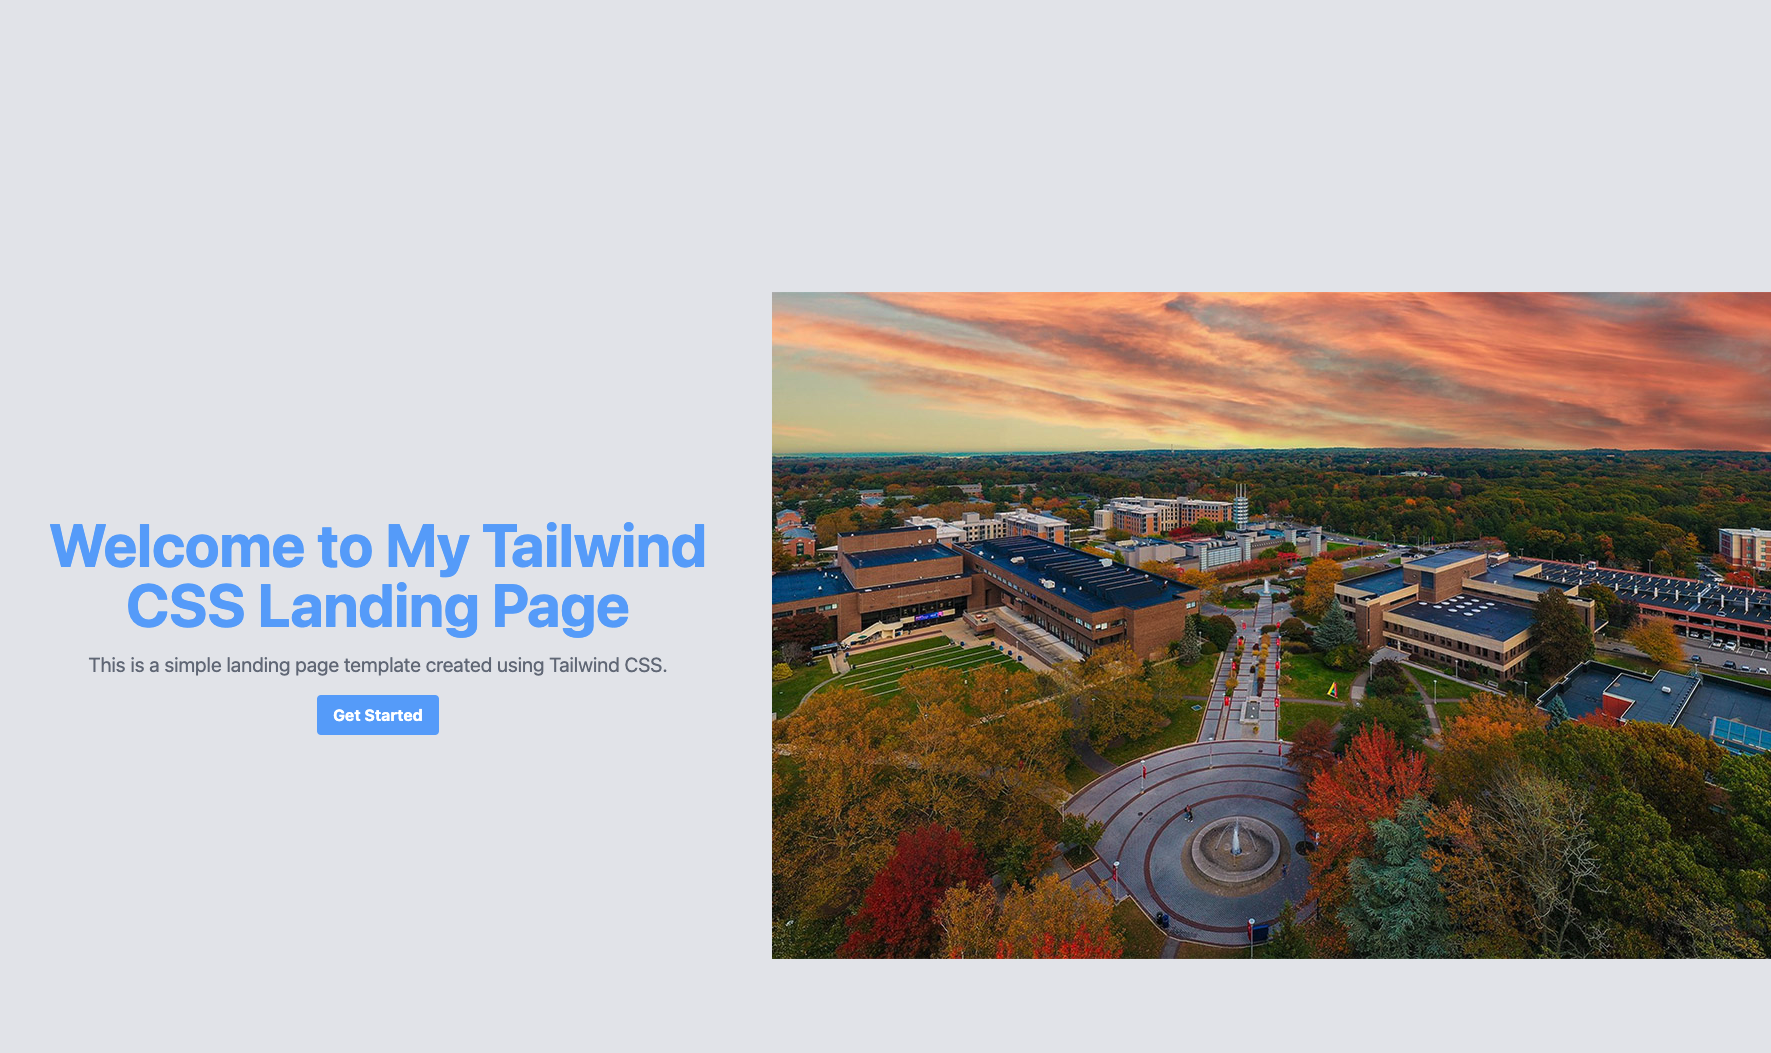 Welcome to My Tailwind
CSS Landing Page
This is a simple landing page template created using Tailwind CSS.
Get Started